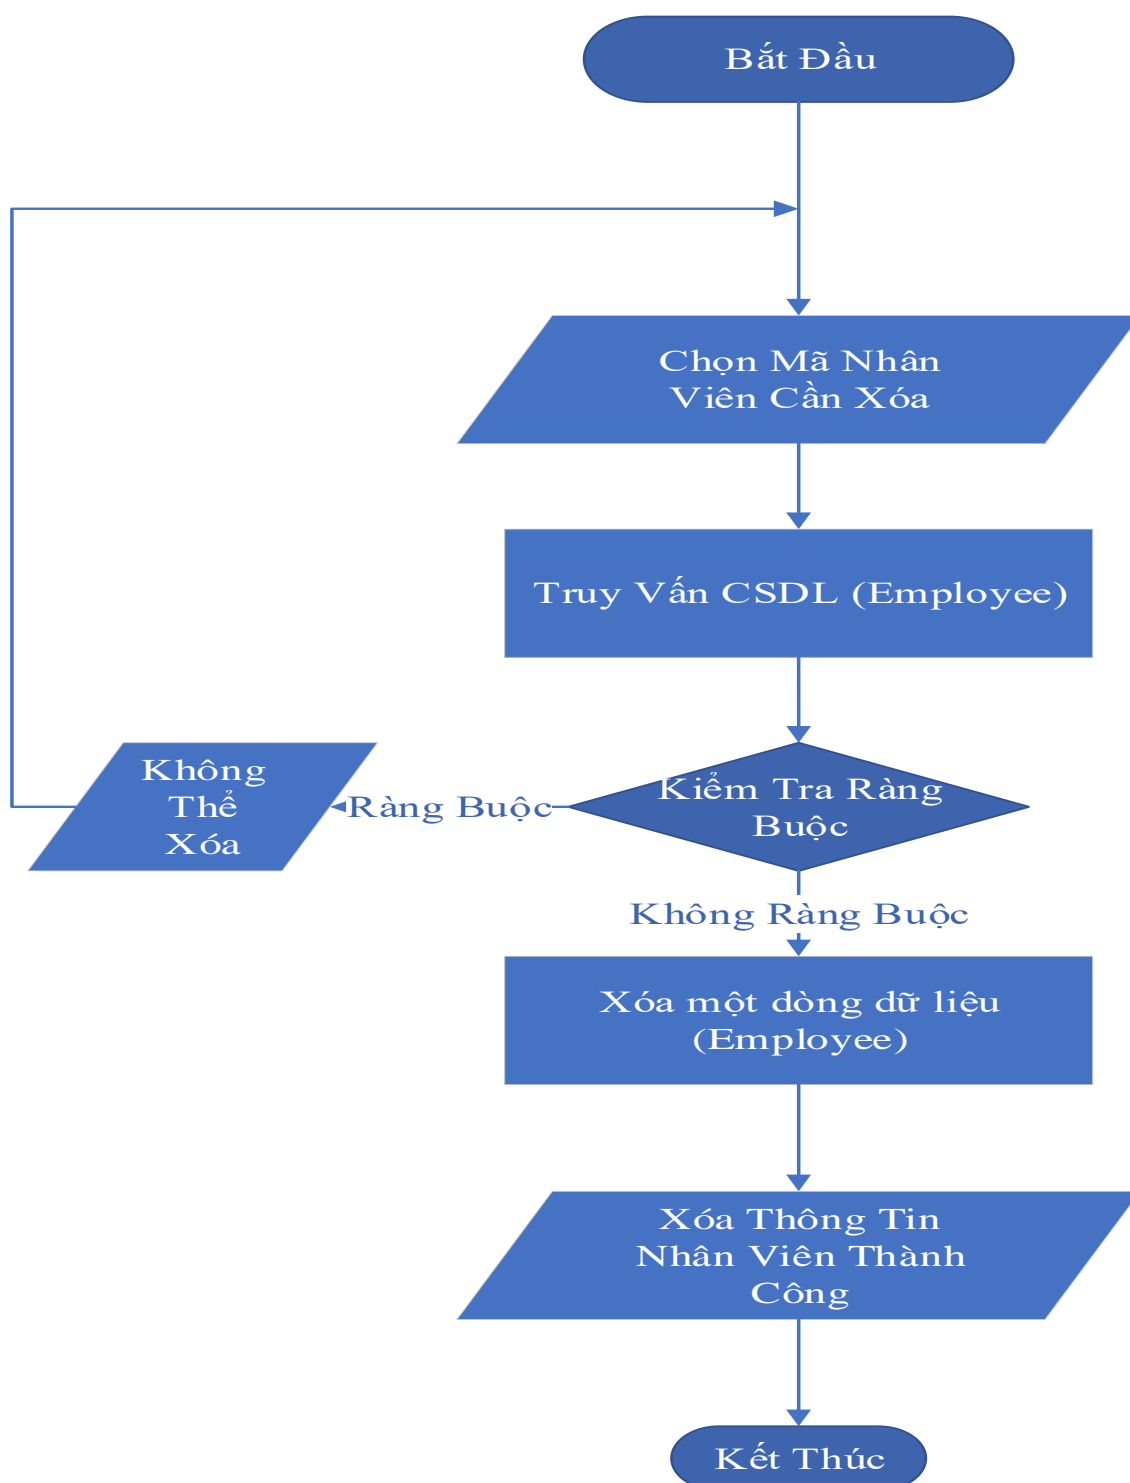 Bắt Đầu
Chọn Mã Nhân
Viên Cần Xóa
Truy Vấn CSDL (Employee)
Kiểm Tra Ràng
Buộc
Ràng Buộc
Không
Thể
Xóa
Không Ràng Buộc
Xóa một dòng dữ liệu
(Employee)
Xóa Thông Tin
Nhân Viên Thành
Công
Kết Thúc